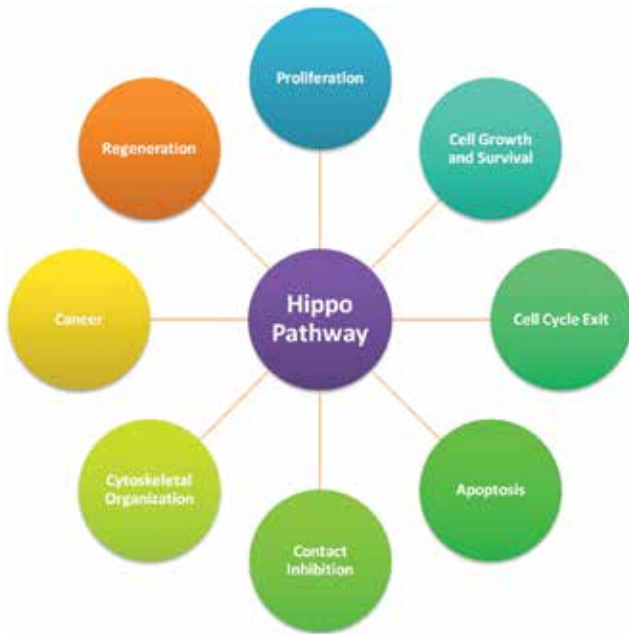 Proliferation
Cell Growth
and Survival
Cell Cycle Exit
Apoptosis
Contact
Inhibition
Cytoskeletal
Organization
Cancer
Regeneration
Hippo
Pathway